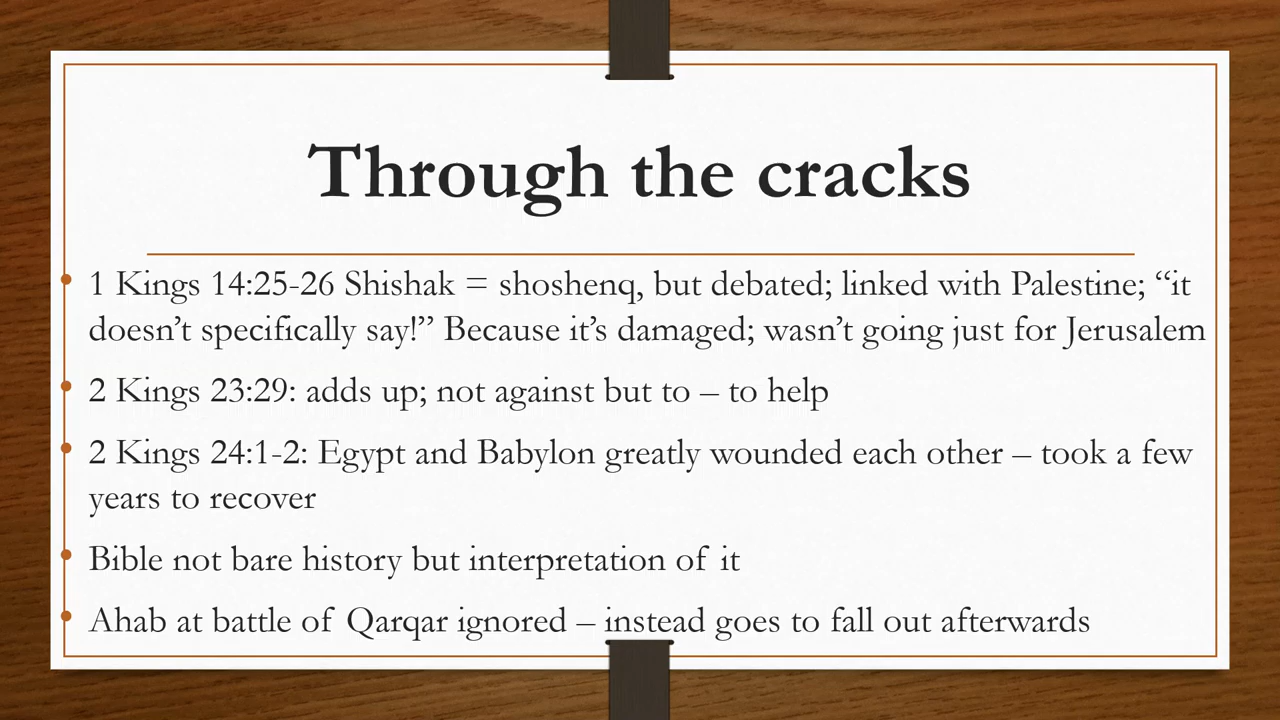 Through the cracks
• 1 Kings 14:25-26 Shishak = shoshenq, but debated; linked with Palestine; “it
doesn’t specifically say!” Because it’s damaged; wasn’t going just for Jerusalem
• 2 Kings 23:29: adds up; not against but to – to help
• 2 Kings 24:1-2: Egypt and Babylon greatly wounded each other – took a few
years to recover
• Bible not bare history but interpretation of it
• Ahab at battle of Qarqar ignored – instead goes to fall out afterwards